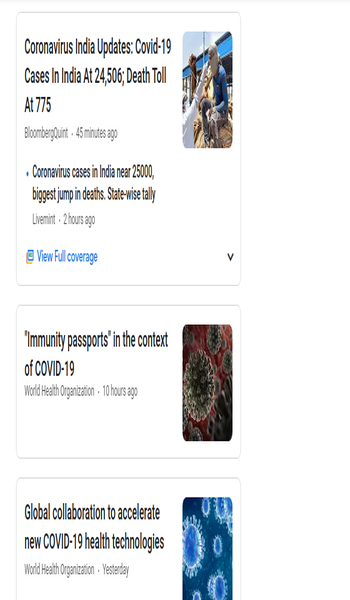 Coronavirus India Updates: Covid-19
Cases In India At 24,506; Death Toll
At 775
BloombergQuint · 45 minutes ago
Coronavirus cases in India near 25000,
biggest jump in deaths. State-wise tally
Livemint · 2 hours ago
View Full coverage
"Immunity passports" in the context
of COVID-19
World Health Organization · 10 hours ago
Global collaboration to accelerate
new COVID-19 health technologies
World Health Organization · Yesterday